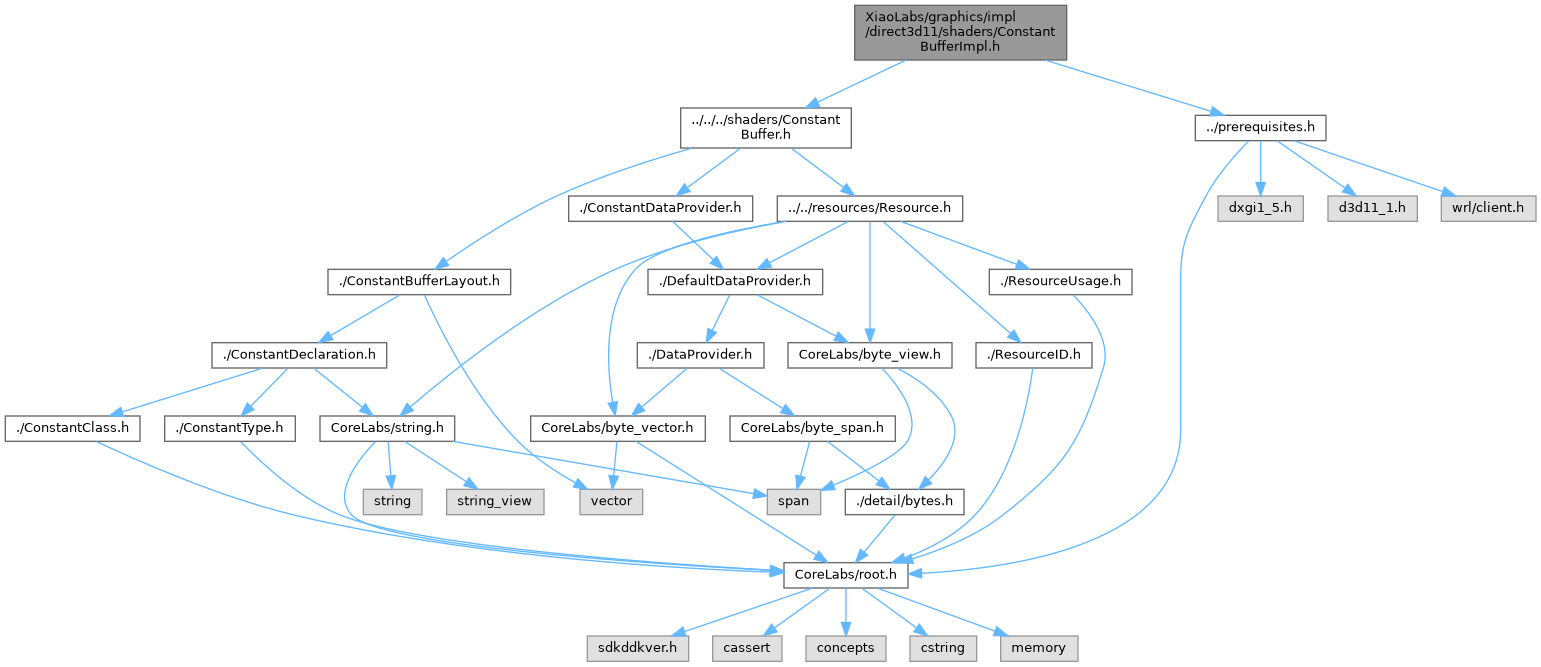 XiaoLabs/graphics/impl
/direct3d11/shaders/Constant
BufferImpl.h
../../../shaders/Constant
Buffer.h
../prerequisites.h
./ConstantDataProvider.h
../../resources/Resource.h
dxgi1_5.h
d3d11_1.h
wrl/client.h
./ConstantBufferLayout.h
./DefaultDataProvider.h
./ResourceUsage.h
./ConstantDeclaration.h
./DataProvider.h
CoreLabs/byte_view.h
./ResourceID.h
./ConstantClass.h
./ConstantType.h
CoreLabs/string.h
CoreLabs/byte_vector.h
CoreLabs/byte_span.h
string
string_view
vector
span
./detail/bytes.h
CoreLabs/root.h
sdkddkver.h
cassert
concepts
cstring
memory